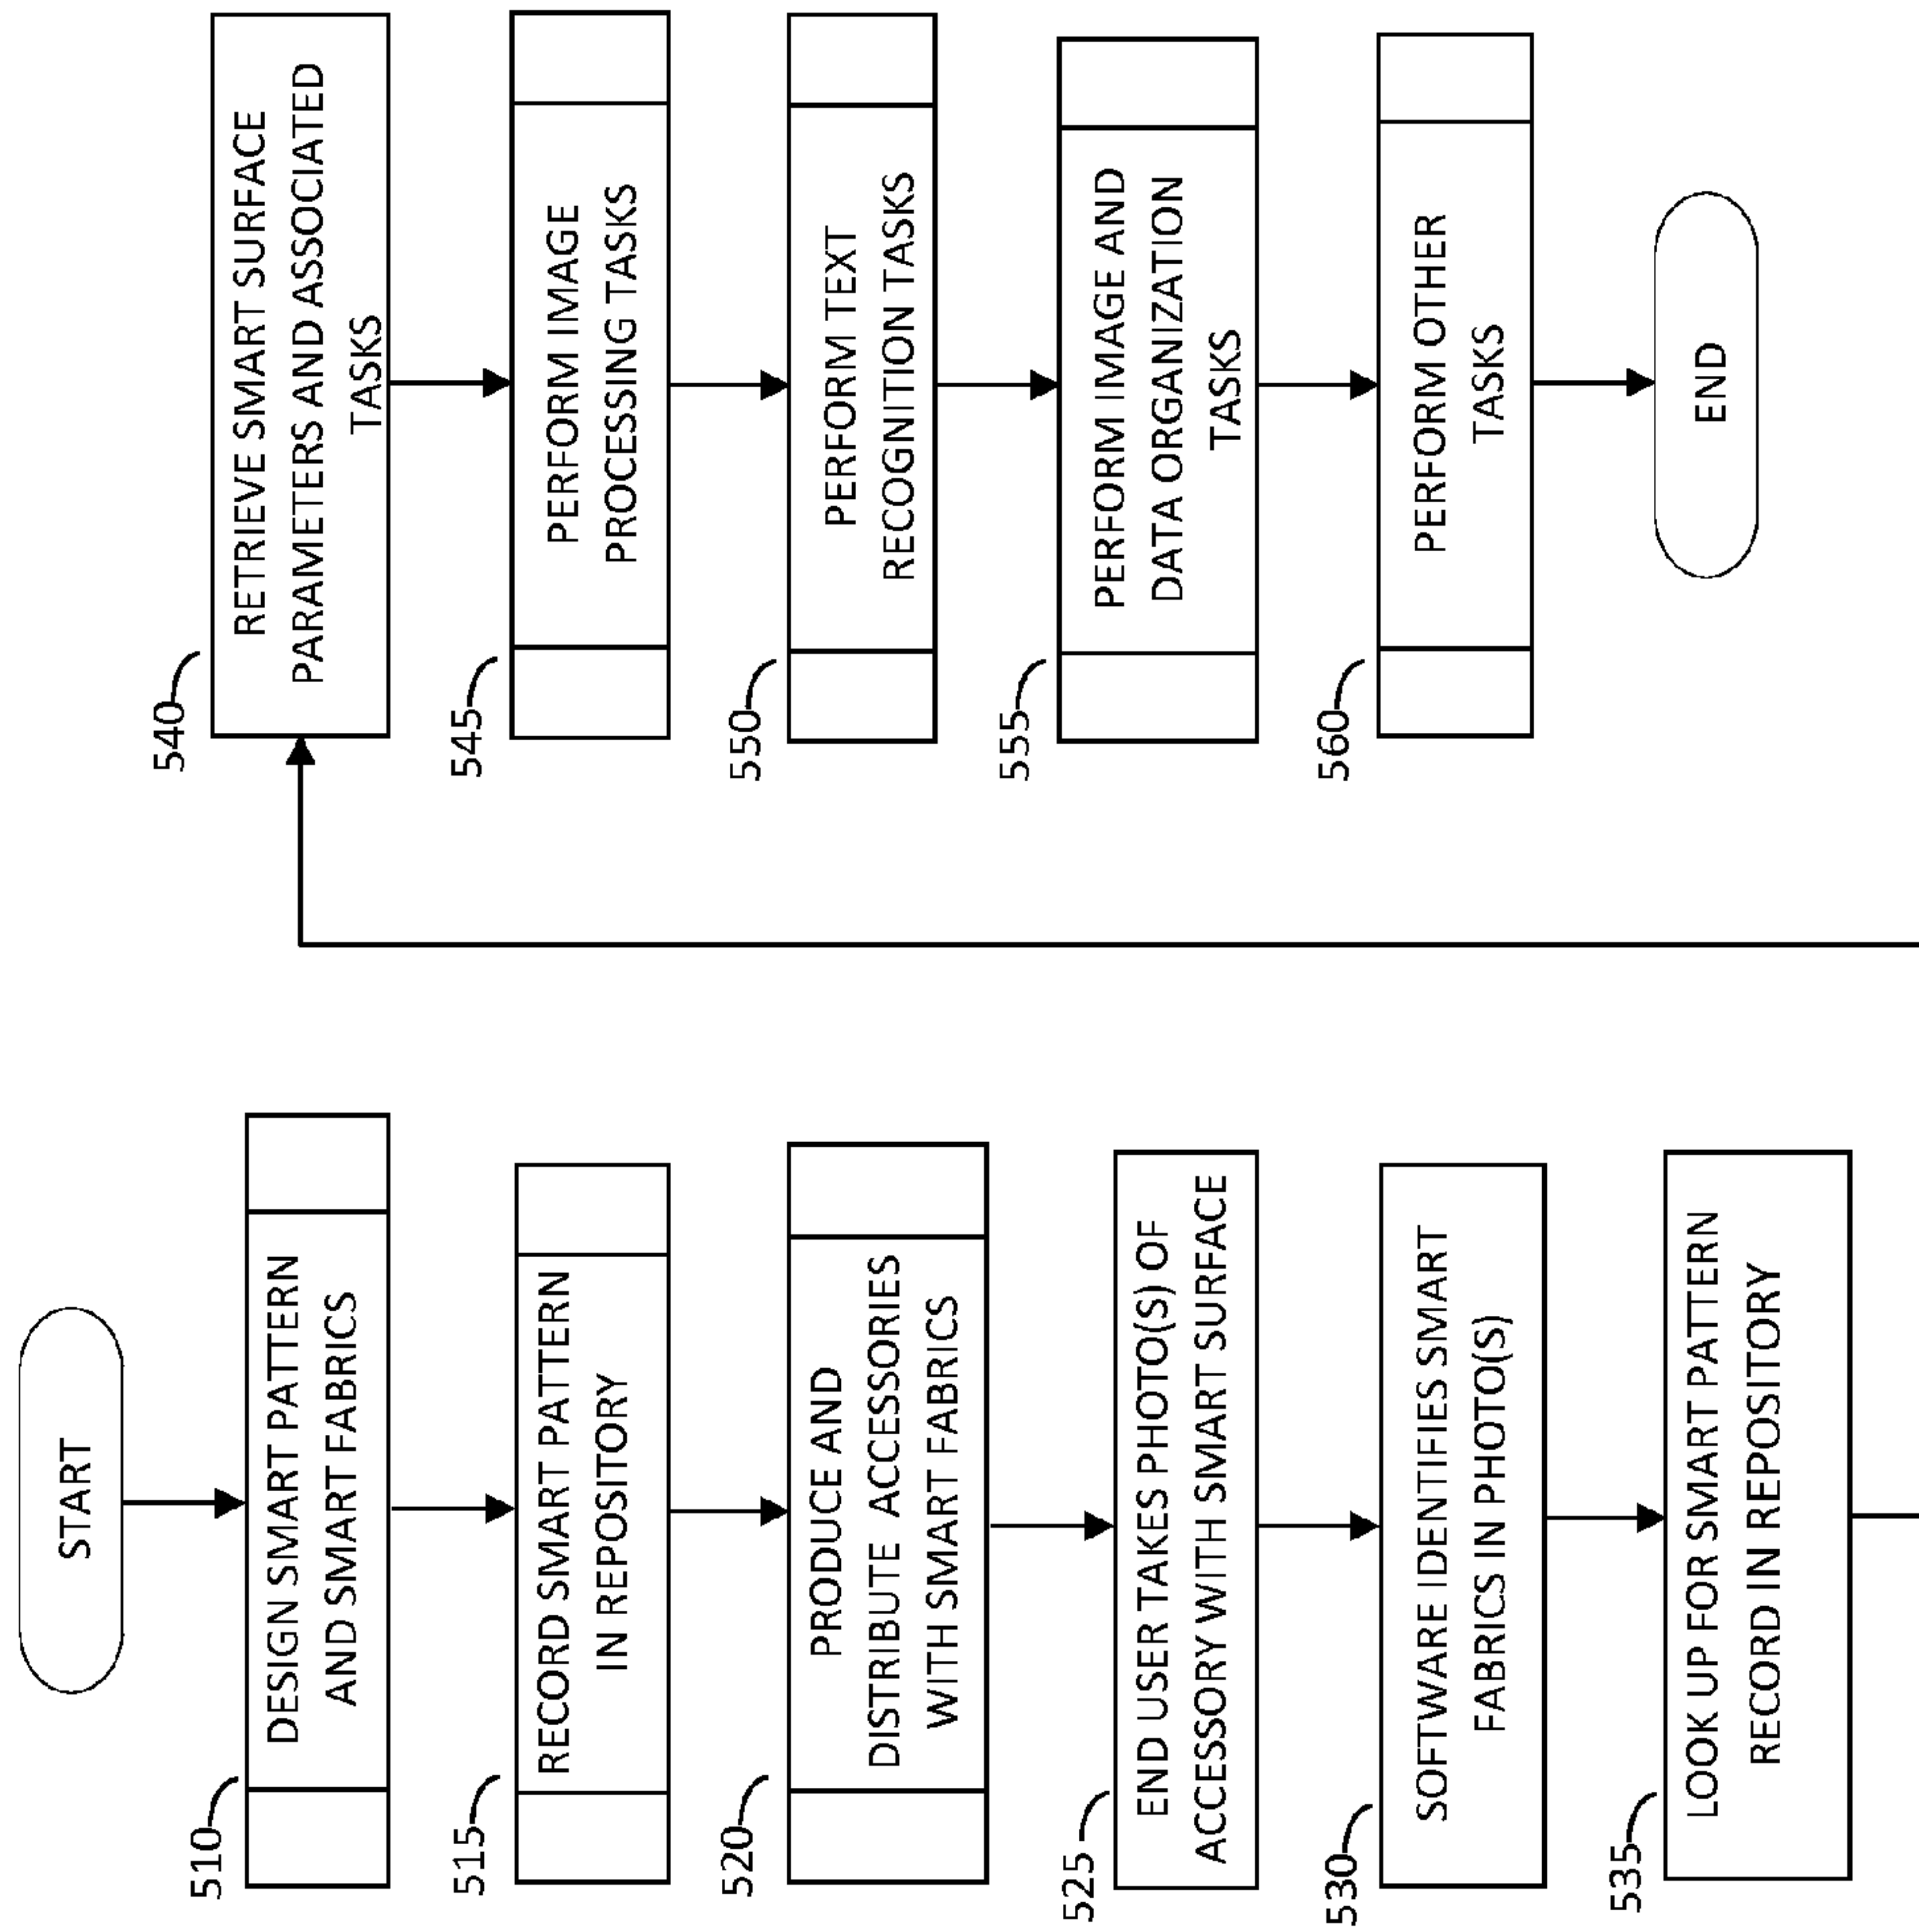 START
510
DESIGN SMART PATTERN
AND SMART FABRICS
515
RECORD SMART PATTERN
IN REPOSITORY
520
PRODUCE AND
DISTRIBUTE ACCESSORIES
WITH SMART FABRICS
525
END USER TAKES PHOTO(S) OF
ACCESSORY WITH SMART SURFACE
530
SOFTWARE IDENTIFIES SMART
FABRICS IN PHOTO(S)
535
LOOK UP FOR SMART PATTERN
RECORD IN REPOSITORY
540
RETRIEVE SMART SURFACE
PARAMETERS AND ASSOCIATED
TASKS
545
PERFORM IMAGE
PROCESSING TASKS
550
PERFORM TEXT
RECOGNITION TASKS
555
PERFORM IMAGE AND
DATA ORGANIZATION
TASKS
560
PERFORM OTHER
TASKS
END